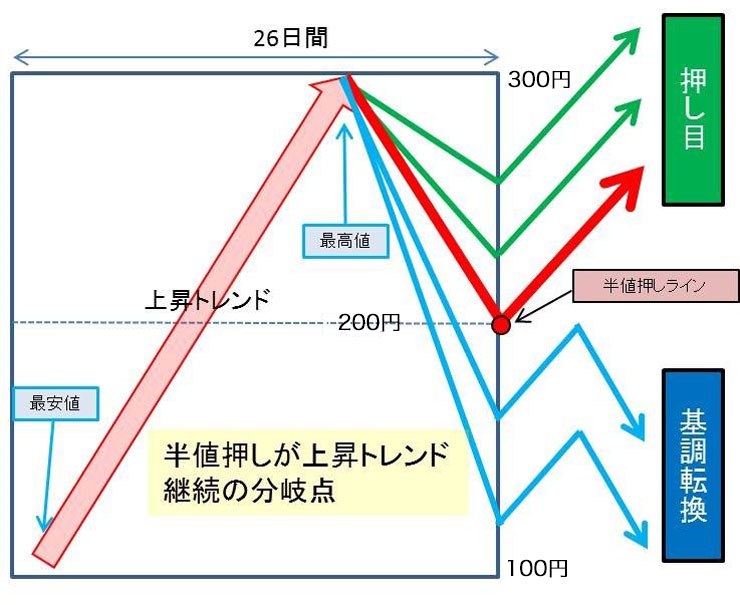 26日間
300円
押し目
最高値
半値押しライン
上昇トレンド
200円
最安値
半値押しが上昇トレンド
継続の分岐点
基調転換
100円